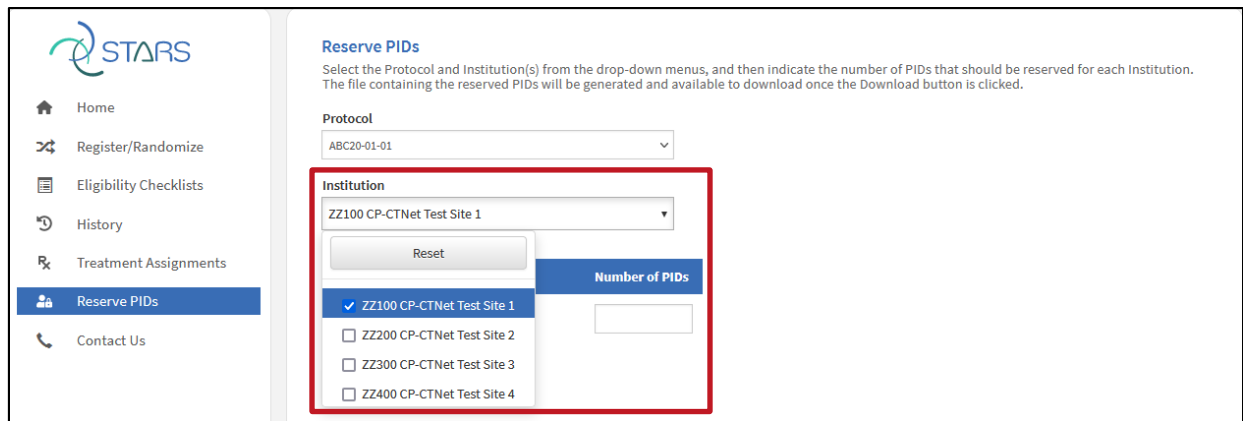 STARS
Home
Register/Randomize
Eligibility Checklists
History
Treatment Assignments
Reserve PIDs
Contact Us
Reserve PIDs
Select the Protocol and Institution(s) from the drop-down menus, and then indicate the number of PIDs that should be reserved for each Institution.
The file containing the reserved PIDs will be generated and available to download once the Download button is clicked.
Protocol
ABC20-01-01
Institution
ZZ100 CP-CTNet Test Site 1
Reset
Number of PIDs
ZZ100 CP-CTNet Test Site 1
ZZ200 CP-CTNet Test Site 2
ZZ300 CP-CTNet Test Site 3
ZZ400 CP-CTNet Test Site 4